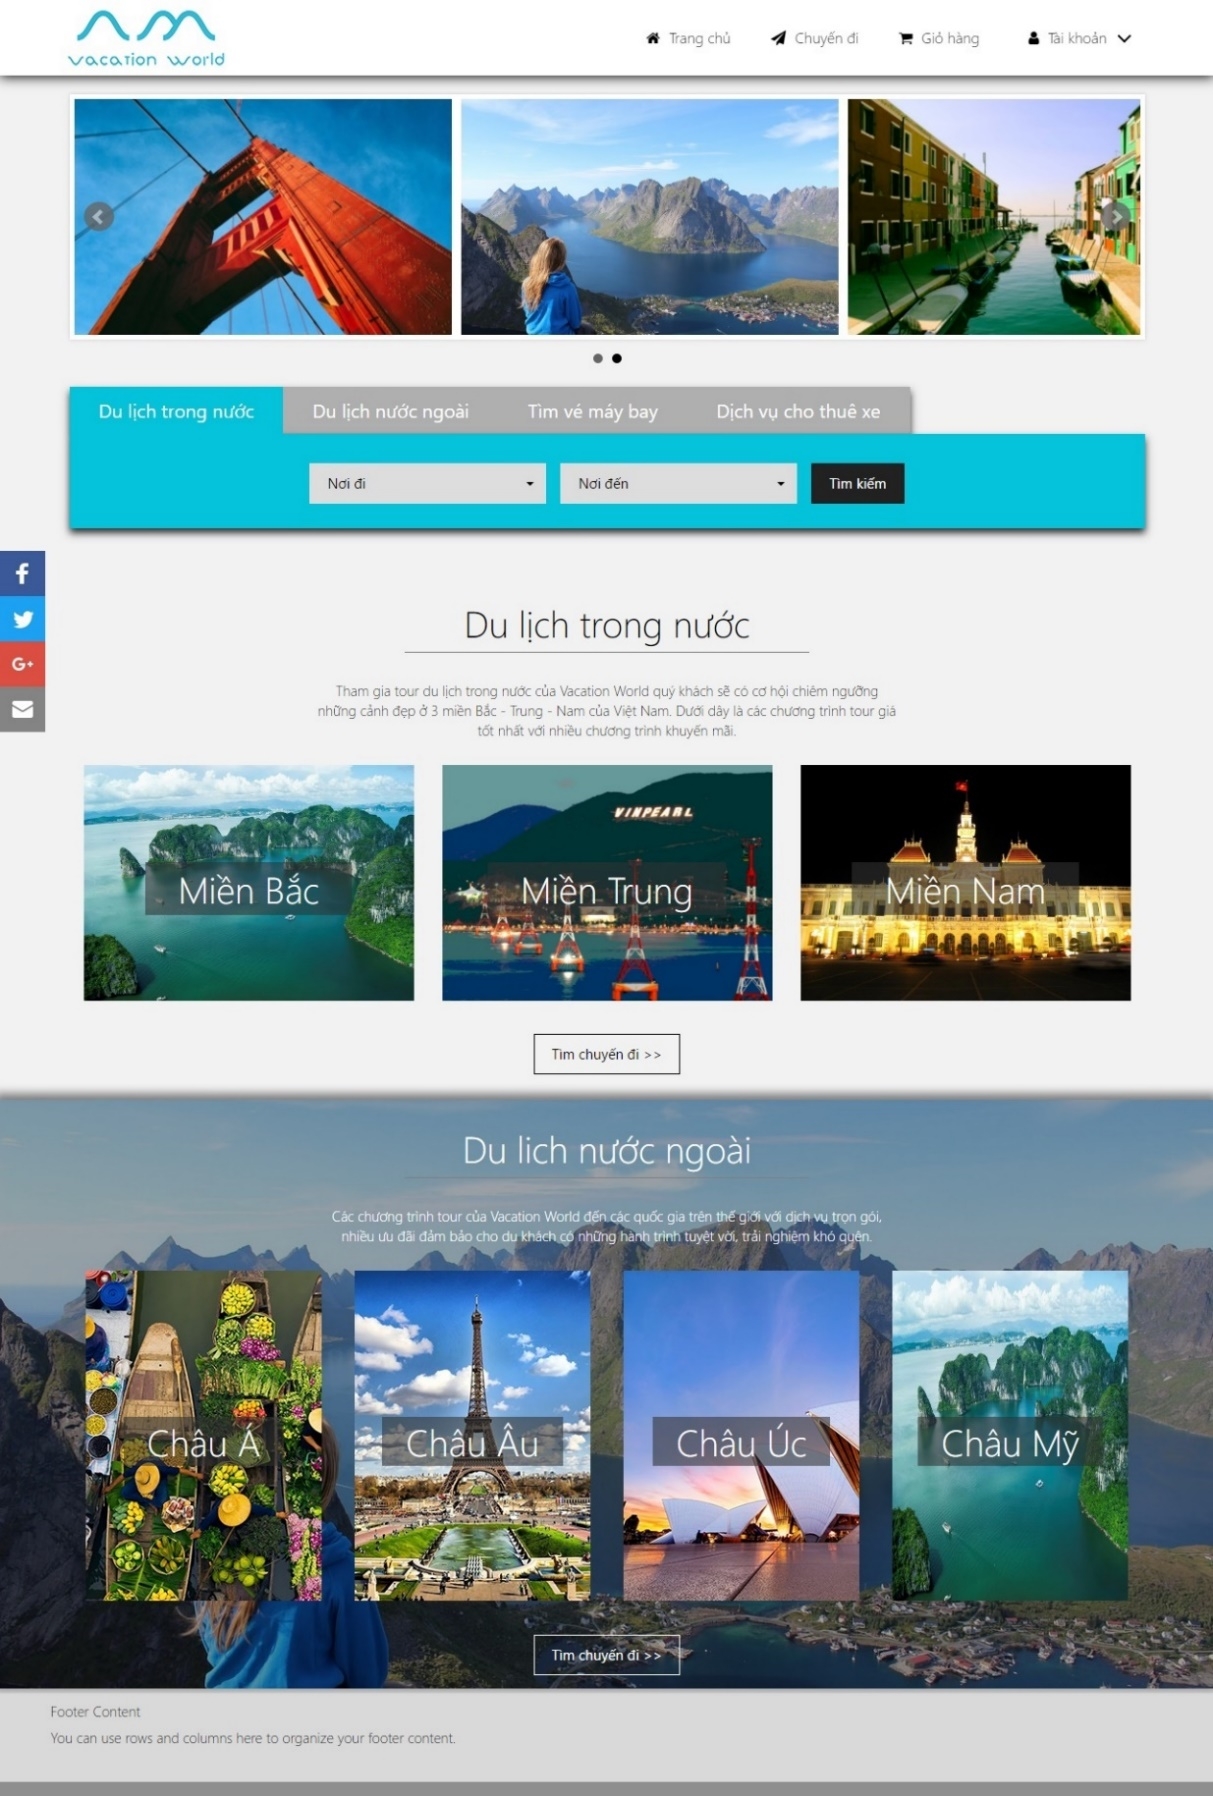 vacation world
Trang chủ
Chuyến đi
Giỏ hàng
Tài khoản
Du lịch trong nước
Du lịch nước ngoài
Tìm vé máy bay
Dịch vụ cho thuê xe
Nơi đi
Nơi đến
Tìm kiếm
Du lịch trong nước
Tham gia tour du lịch trong nước của Vacation World quý khách sẽ có cơ hội chiêm ngưỡng
những cảnh đẹp ở 3 miền Bắc - Trung - Nam của Việt Nam. Dưới dây là các chương trình tour giá
tốt nhất với nhiều chương trình khuyến mãi.
VINPEARL
Miền Bắc
Miền Trung
Miền Nam
Tìm chuyến đi >>
Du lich nước ngoài
Các chương trình tour của Vacation World đến các quốc gia trên thế giới với dịch vụ trọn gói,
nhiều ưu đãi đảm bảo cho du khách có những hành trình tuyệt vời, trải nghiệm khó quên.
Châu Á
Châu Âu
Châu Úc
Châu Mỹ
Tìm chuyến đi >>
Footer Content
You can use rows and columns here to organize your footer content.